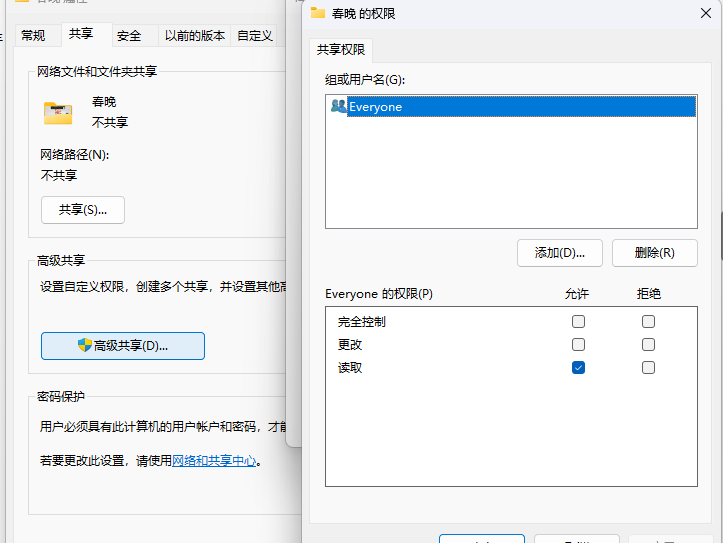 常规
共享
安全
以前的版本
自定义
网络文件和文件夹共享
春晚
不共享
网络路径(N):
不共享
共享(S)...
高级共享
设置自定义权限，创建多个共享，并设置其他
高级共享(D)...
密码保护
用户必须具有此计算机的用户帐户和密码，才
若要更改此设置，请使用网络和共享中心。
春晚 的权限
共享权限
组或用户名(G):
Everyone
添加(D)...
删除(R)
Everyone 的权限(P)
允许
拒绝
完全控制
更改
读取